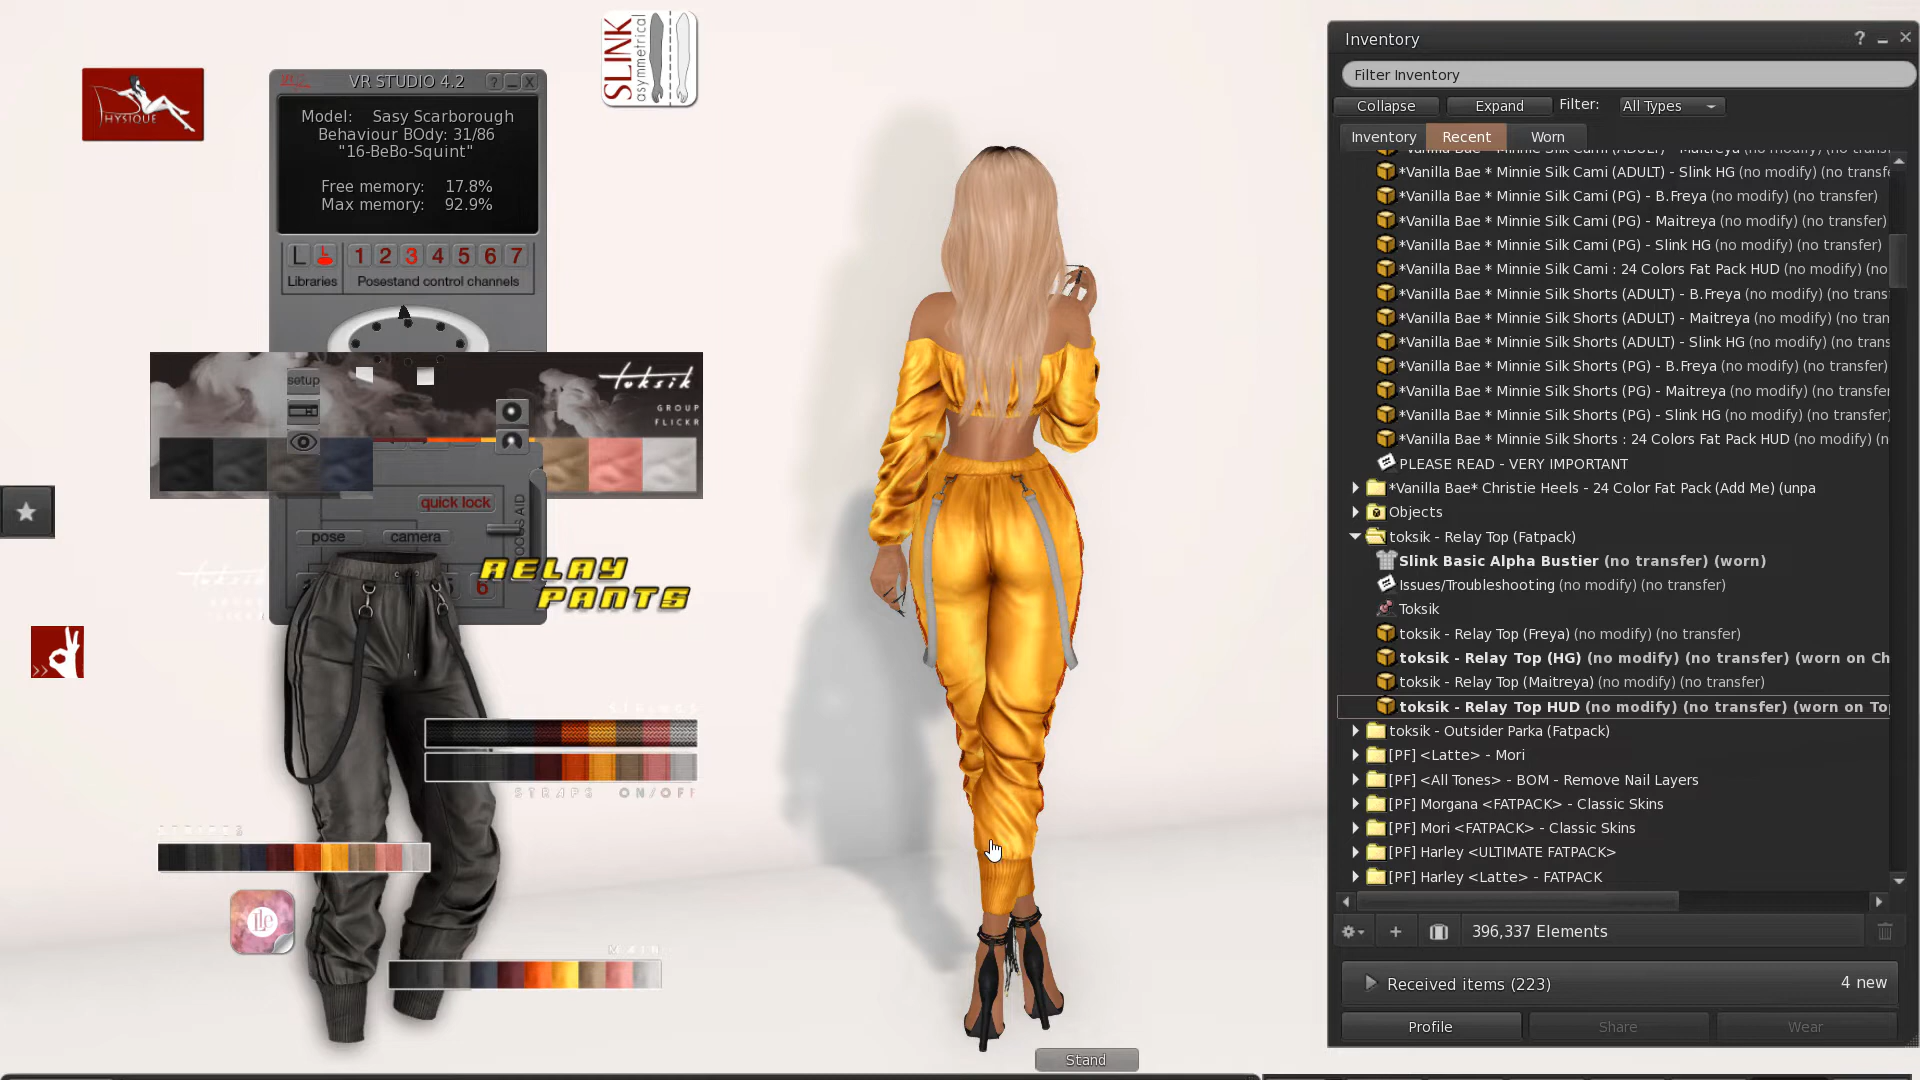 SLINK
asymmetrical
PHYSIQUE
VR STUDIO 4.2
Model: Sasy Scarborough
Behaviour BOdy: 31/86
"16-BeBo-Squint"
Free memory: 17.8%
Max memory: 92.9%
L L 1 2 3 4 5 6 7
Libraries Posestand control channels
setup
toksik
GROUP
FLICKR
quick lock
pose camera
6
RELAY
PANTS
STRAPS ON/OFF
Stand
Inventory
Filter Inventory
Collapse Expand Filter: All Types
Inventory Recent Worn
*Vanilla Bae * Minnie Silk Cami (ADULT) - Maitreya (no modify) (no trans
*Vanilla Bae * Minnie Silk Cami (ADULT) - Slink HG (no modify) (no transfe
*Vanilla Bae * Minnie Silk Cami (PG) - B.Freya (no modify) (no transfer)
*Vanilla Bae * Minnie Silk Cami (PG) - Maitreya (no modify) (no transfer)
*Vanilla Bae * Minnie Silk Cami (PG) - Slink HG (no modify) (no transfer)
*Vanilla Bae * Minnie Silk Cami : 24 Colors Fat Pack HUD (no modify) (no
*Vanilla Bae * Minnie Silk Shorts (ADULT) - B.Freya (no modify) (no trans
*Vanilla Bae * Minnie Silk Shorts (ADULT) - Maitreya (no modify) (no tran
*Vanilla Bae * Minnie Silk Shorts (ADULT) - Slink HG (no modify) (no trans
*Vanilla Bae * Minnie Silk Shorts (PG) - B.Freya (no modify) (no transfer)
*Vanilla Bae * Minnie Silk Shorts (PG) - Maitreya (no modify) (no transfer)
*Vanilla Bae * Minnie Silk Shorts (PG) - Slink HG (no modify) (no transfer)
*Vanilla Bae * Minnie Silk Shorts : 24 Colors Fat Pack HUD (no modify) (n
PLEASE READ - VERY IMPORTANT
*Vanilla Bae* Christie Heels - 24 Color Fat Pack (Add Me) (unpa
Objects
toksik - Relay Top (Fatpack)
Slink Basic Alpha Bustier (no transfer) (worn)
Issues/Troubleshooting (no modify) (no transfer)
Toksik
toksik - Relay Top (Freya) (no modify) (no transfer)
toksik - Relay Top (HG) (no modify) (no transfer) (worn on Ch
toksik - Relay Top (Maitreya) (no modify) (no transfer)
toksik - Relay Top HUD (no modify) (no transfer) (worn on To
toksik - Outsider Parka (Fatpack)
[PF] <Latte> - Mori
[PF] <All Tones> - BOM - Remove Nail Layers
[PF] Morgana <FATPACK> - Classic Skins
[PF] Mori <FATPACK> - Classic Skins
[PF] Harley <ULTIMATE FATPACK>
[PF] Harley <Latte> - FATPACK
396,337 Elements
Received items (223) 4 new
Profile Share Wear